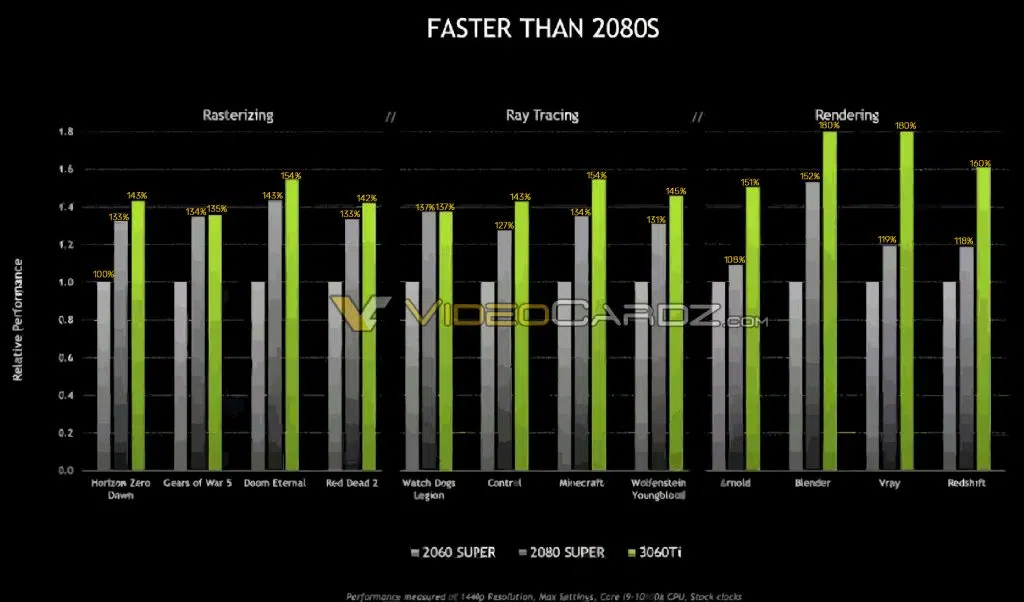 FASTER THAN 2080S
Rasterizing // Ray Tracing // Rendering
Relative Performance
1.8
1.6
1.4
1.2
1.0
0.8
0.6
0.4
0.2
0.0
100% 133% 143%
134% 135%
143% 154%
133% 142%
137% 137%
127% 143%
134% 154%
131% 145%
108% 151%
152% 180%
119% 180%
118% 160%
VIDEOCARDZ.COM
Horizon Zero
Dawn
Gears of War 5
Doom Eternal
Red Dead 2
Watch Dogs
Legion
Control
Minecraft
Wolfenstein
Youngblood
Arnold
Blender
Vray
Redshift
2060 SUPER 2080 SUPER 3060Ti
Performance measured at 1440p Resolution, Max Settings, Core CPU, Stock clocks